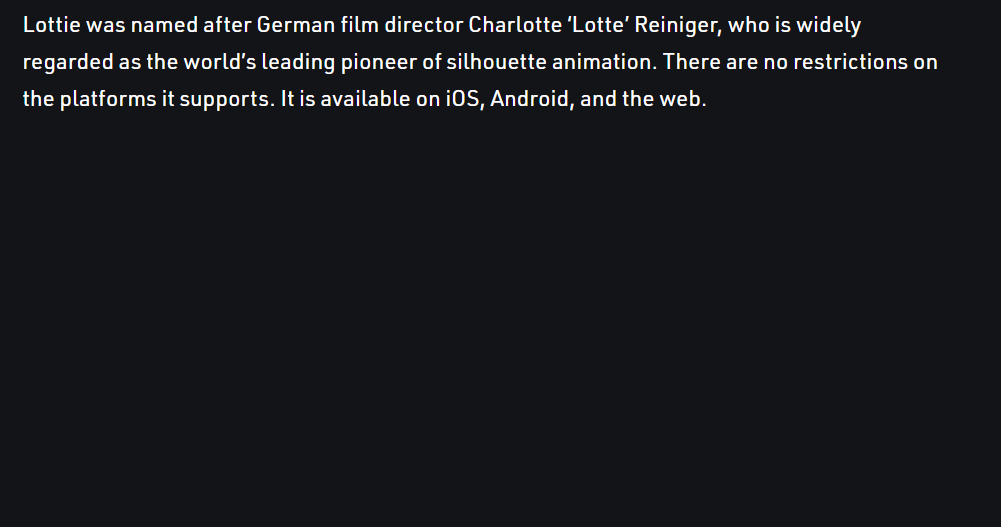 Lottie was named after German film director Charlotte ‘Lotte’ Reiniger, who is widely
regarded as the world’s leading pioneer of silhouette animation. There are no restrictions on
the platforms it supports. It is available on iOS, Android, and the web.